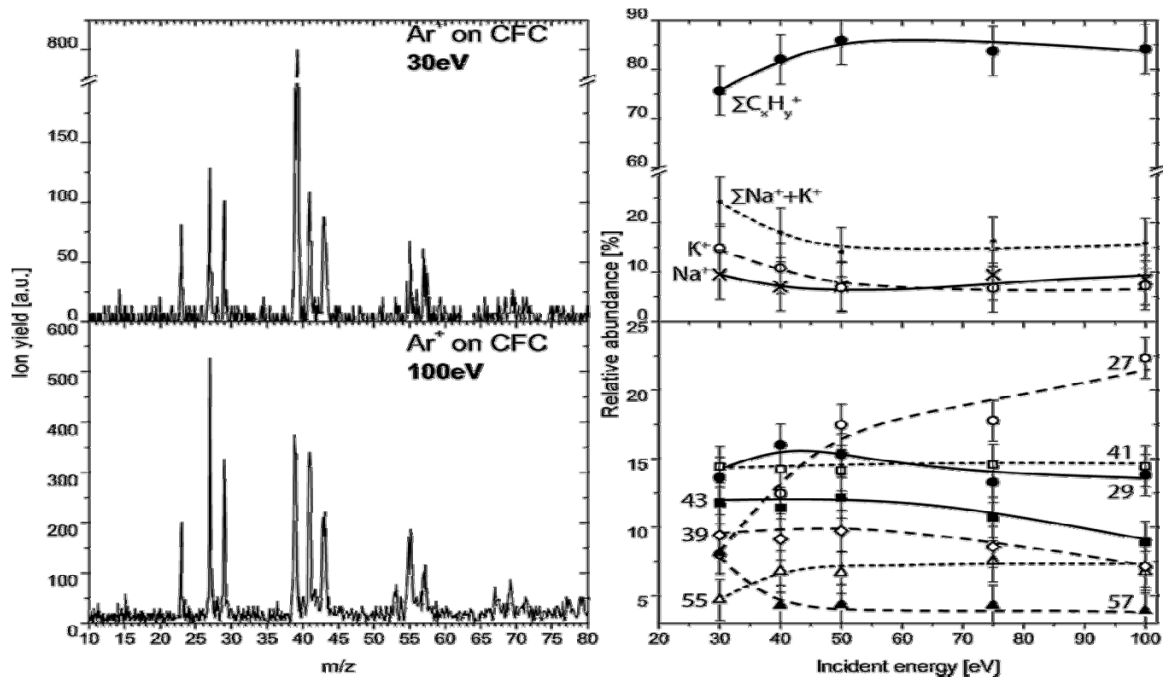 Ar⁺ on CFC
30eV
800
150
100
50
0
Ion yield [a.u.]
Ar⁺ on CFC
100eV
600
500
400
300
200
100
0
10 15 20 25 30 35 40 45 50 55 60 65 70 75 80
m/z
90
80
70
60
20
10
0
ΣCₓHᵧ⁺
ΣNa⁺+K⁺
K⁺
Na⁺
Relative abundance [%]
25
20
15
10
5
27
41
29
43
39
55
57
20 30 40 50 60 70 80 90 100
Incident energy [eV]